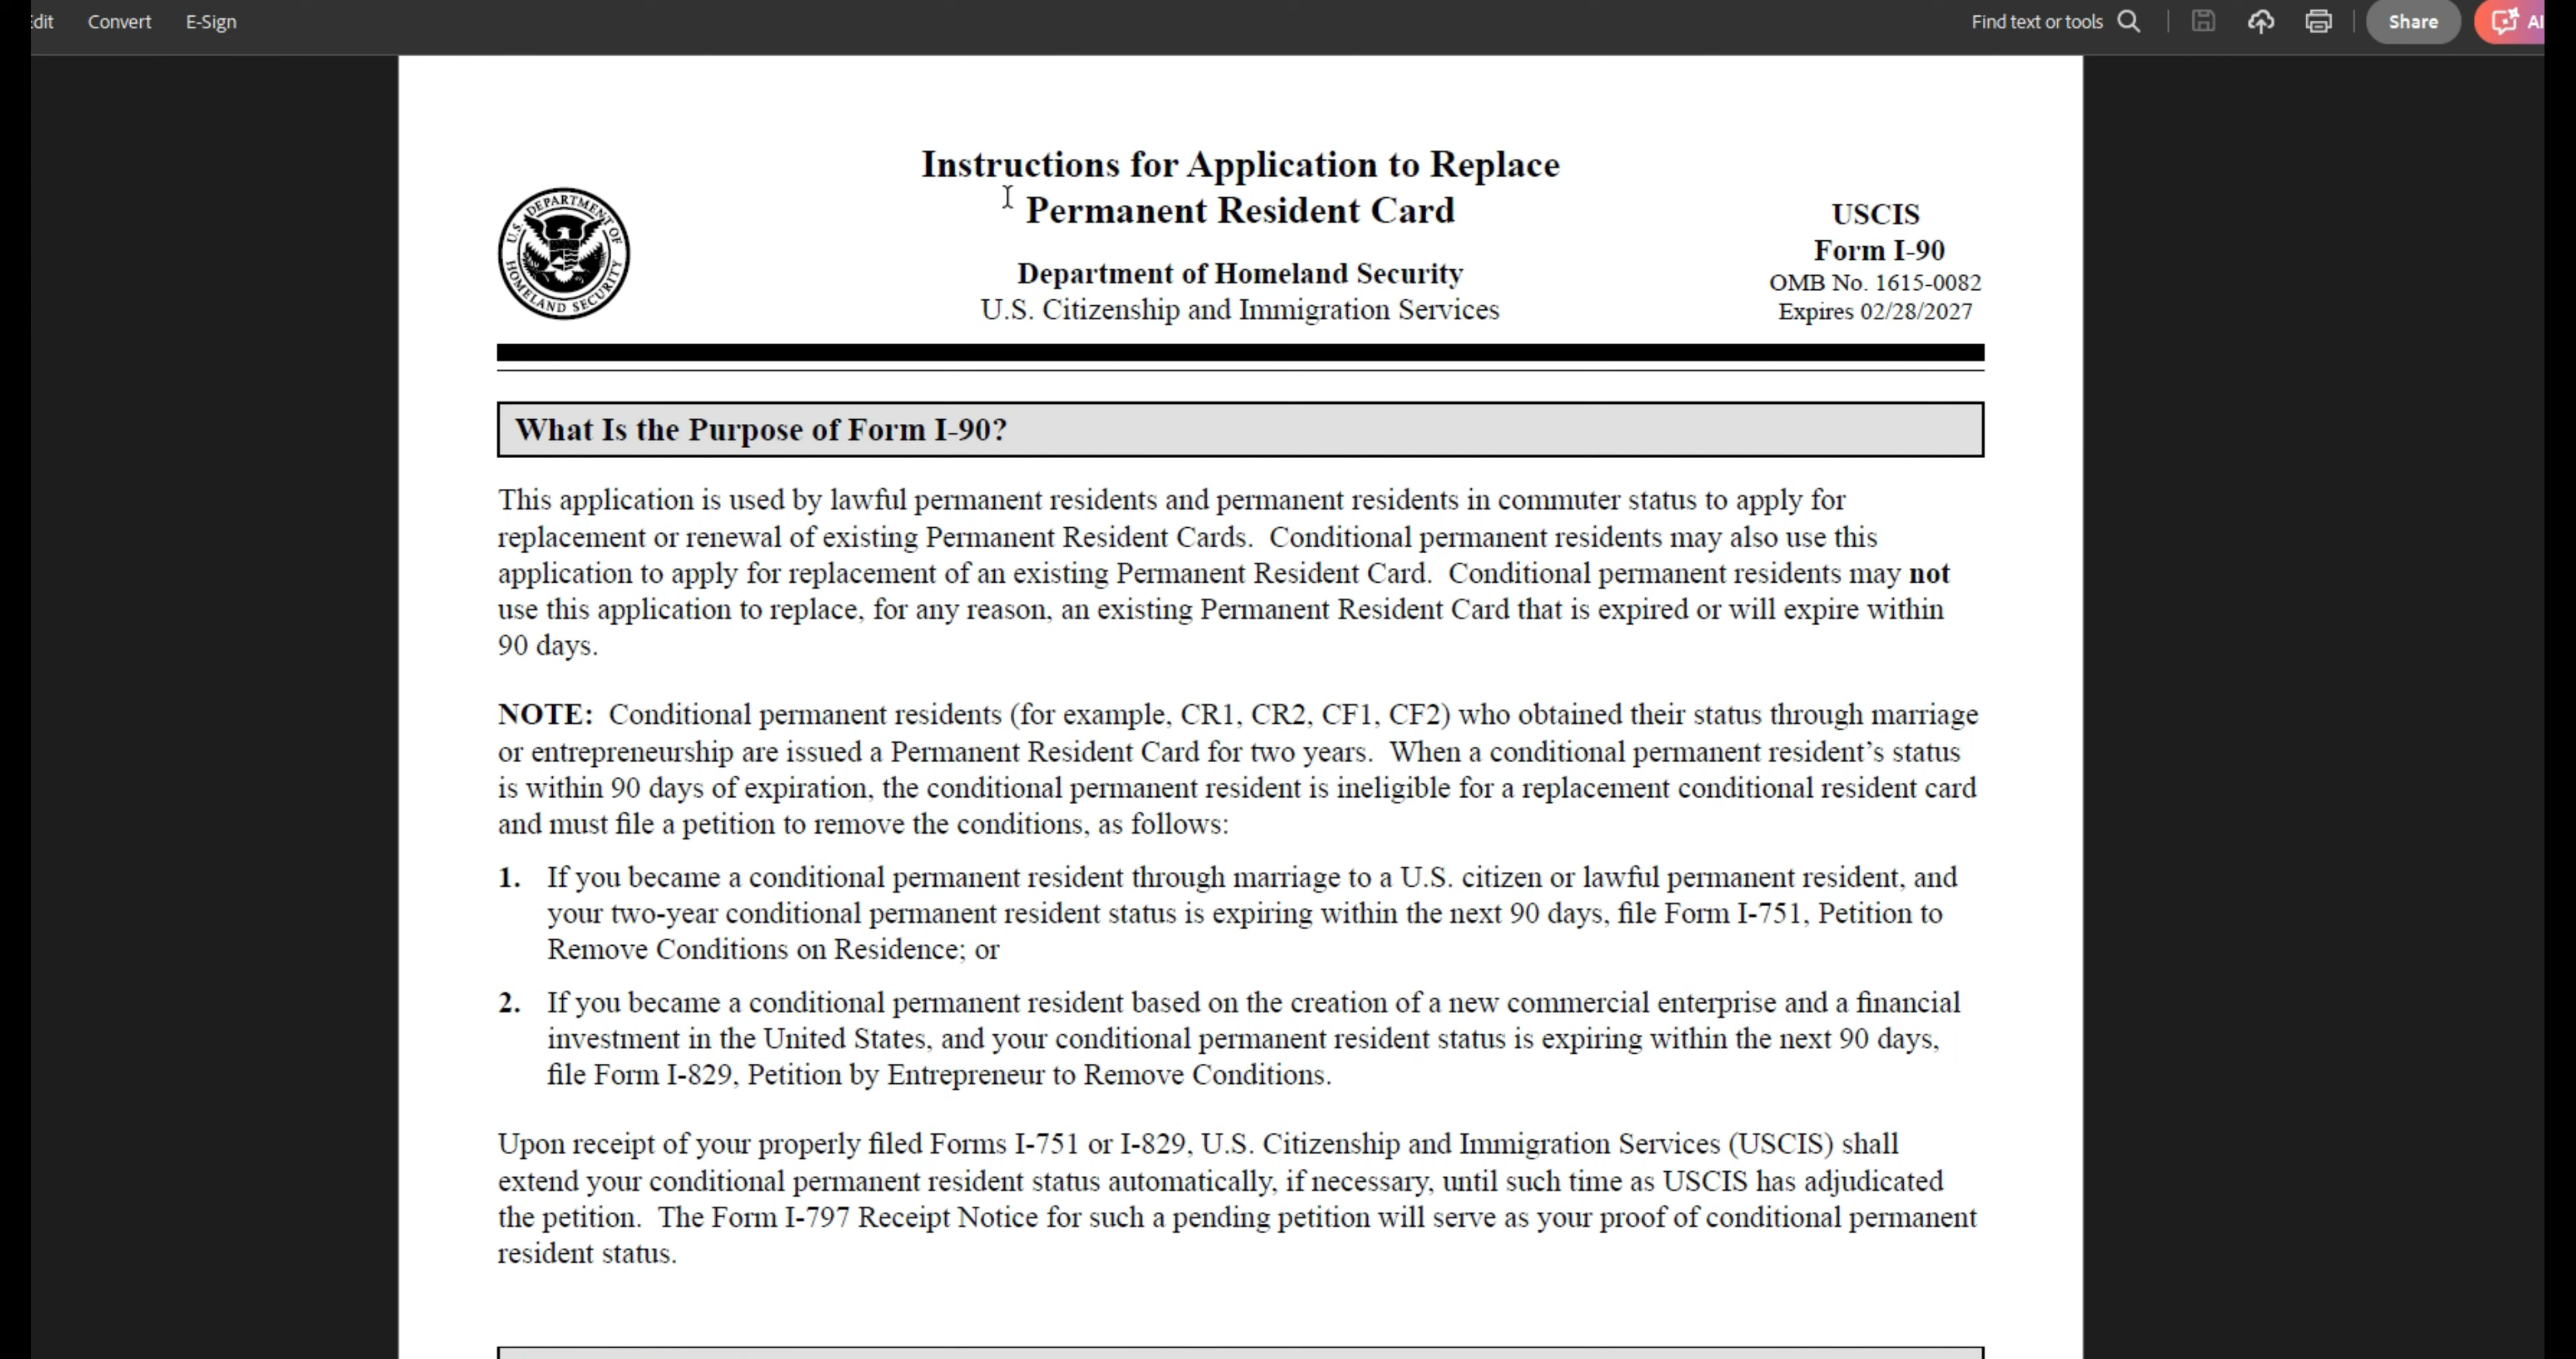 dit Convert E-Sign Find text or tools Share AI
Instructions for Application to Replace
Permanent Resident Card
Department of Homeland Security
U.S. Citizenship and Immigration Services
U.S. DEPARTMENT OF HOMELAND SECURITY
USCIS
Form I-90
OMB No. 1615-0082
Expires 02/28/2027
What Is the Purpose of Form I-90?
This application is used by lawful permanent residents and permanent residents in commuter status to apply for
replacement or renewal of existing Permanent Resident Cards. Conditional permanent residents may also use this
application to apply for replacement of an existing Permanent Resident Card. Conditional permanent residents may not
use this application to replace, for any reason, an existing Permanent Resident Card that is expired or will expire within
90 days.
NOTE: Conditional permanent residents (for example, CR1, CR2, CF1, CF2) who obtained their status through marriage
or entrepreneurship are issued a Permanent Resident Card for two years. When a conditional permanent resident’s status
is within 90 days of expiration, the conditional permanent resident is ineligible for a replacement conditional resident card
and must file a petition to remove the conditions, as follows:
1. If you became a conditional permanent resident through marriage to a U.S. citizen or lawful permanent resident, and
your two-year conditional permanent resident status is expiring within the next 90 days, file Form I-751, Petition to
Remove Conditions on Residence; or
2. If you became a conditional permanent resident based on the creation of a new commercial enterprise and a financial
investment in the United States, and your conditional permanent resident status is expiring within the next 90 days,
file Form I-829, Petition by Entrepreneur to Remove Conditions.
Upon receipt of your properly filed Forms I-751 or I-829, U.S. Citizenship and Immigration Services (USCIS) shall
extend your conditional permanent resident status automatically, if necessary, until such time as USCIS has adjudicated
the petition. The Form I-797 Receipt Notice for such a pending petition will serve as your proof of conditional permanent
resident status.